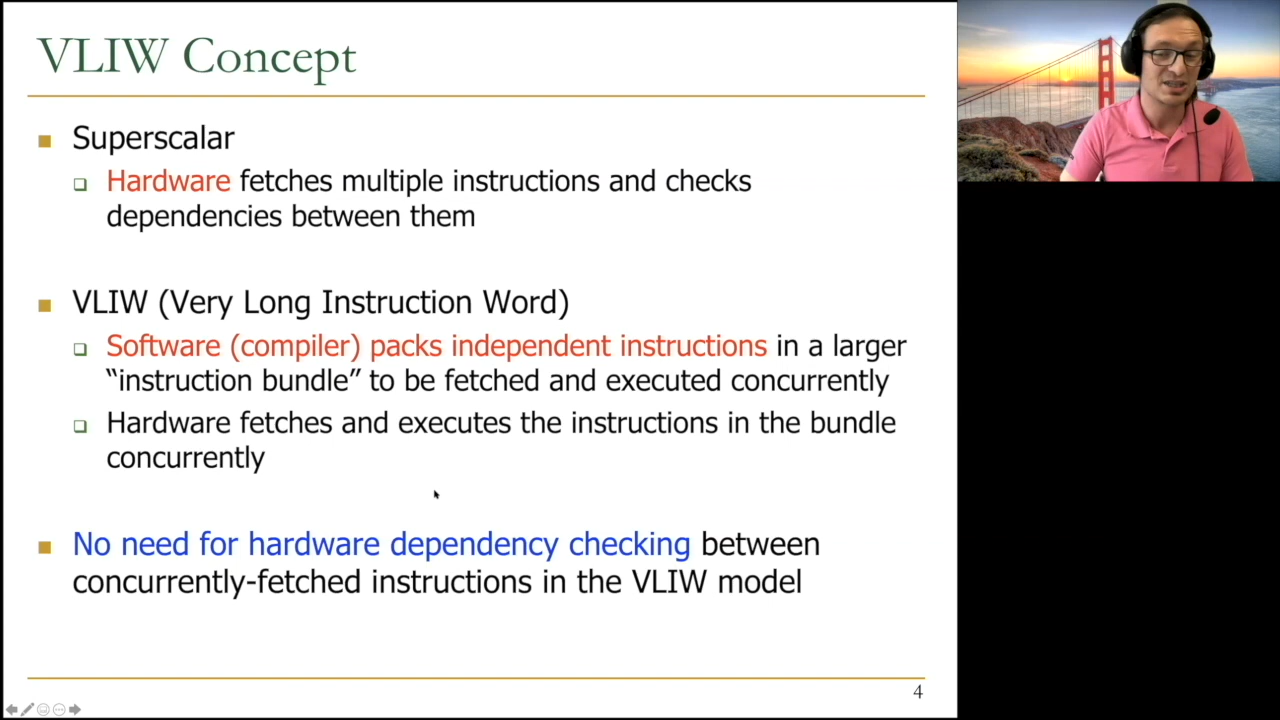 VLIW Concept
Superscalar
Hardware fetches multiple instructions and checks
dependencies between them
VLIW (Very Long Instruction Word)
Software (compiler) packs independent instructions in a larger
“instruction bundle” to be fetched and executed concurrently
Hardware fetches and executes the instructions in the bundle
concurrently
No need for hardware dependency checking between
concurrently-fetched instructions in the VLIW model
4